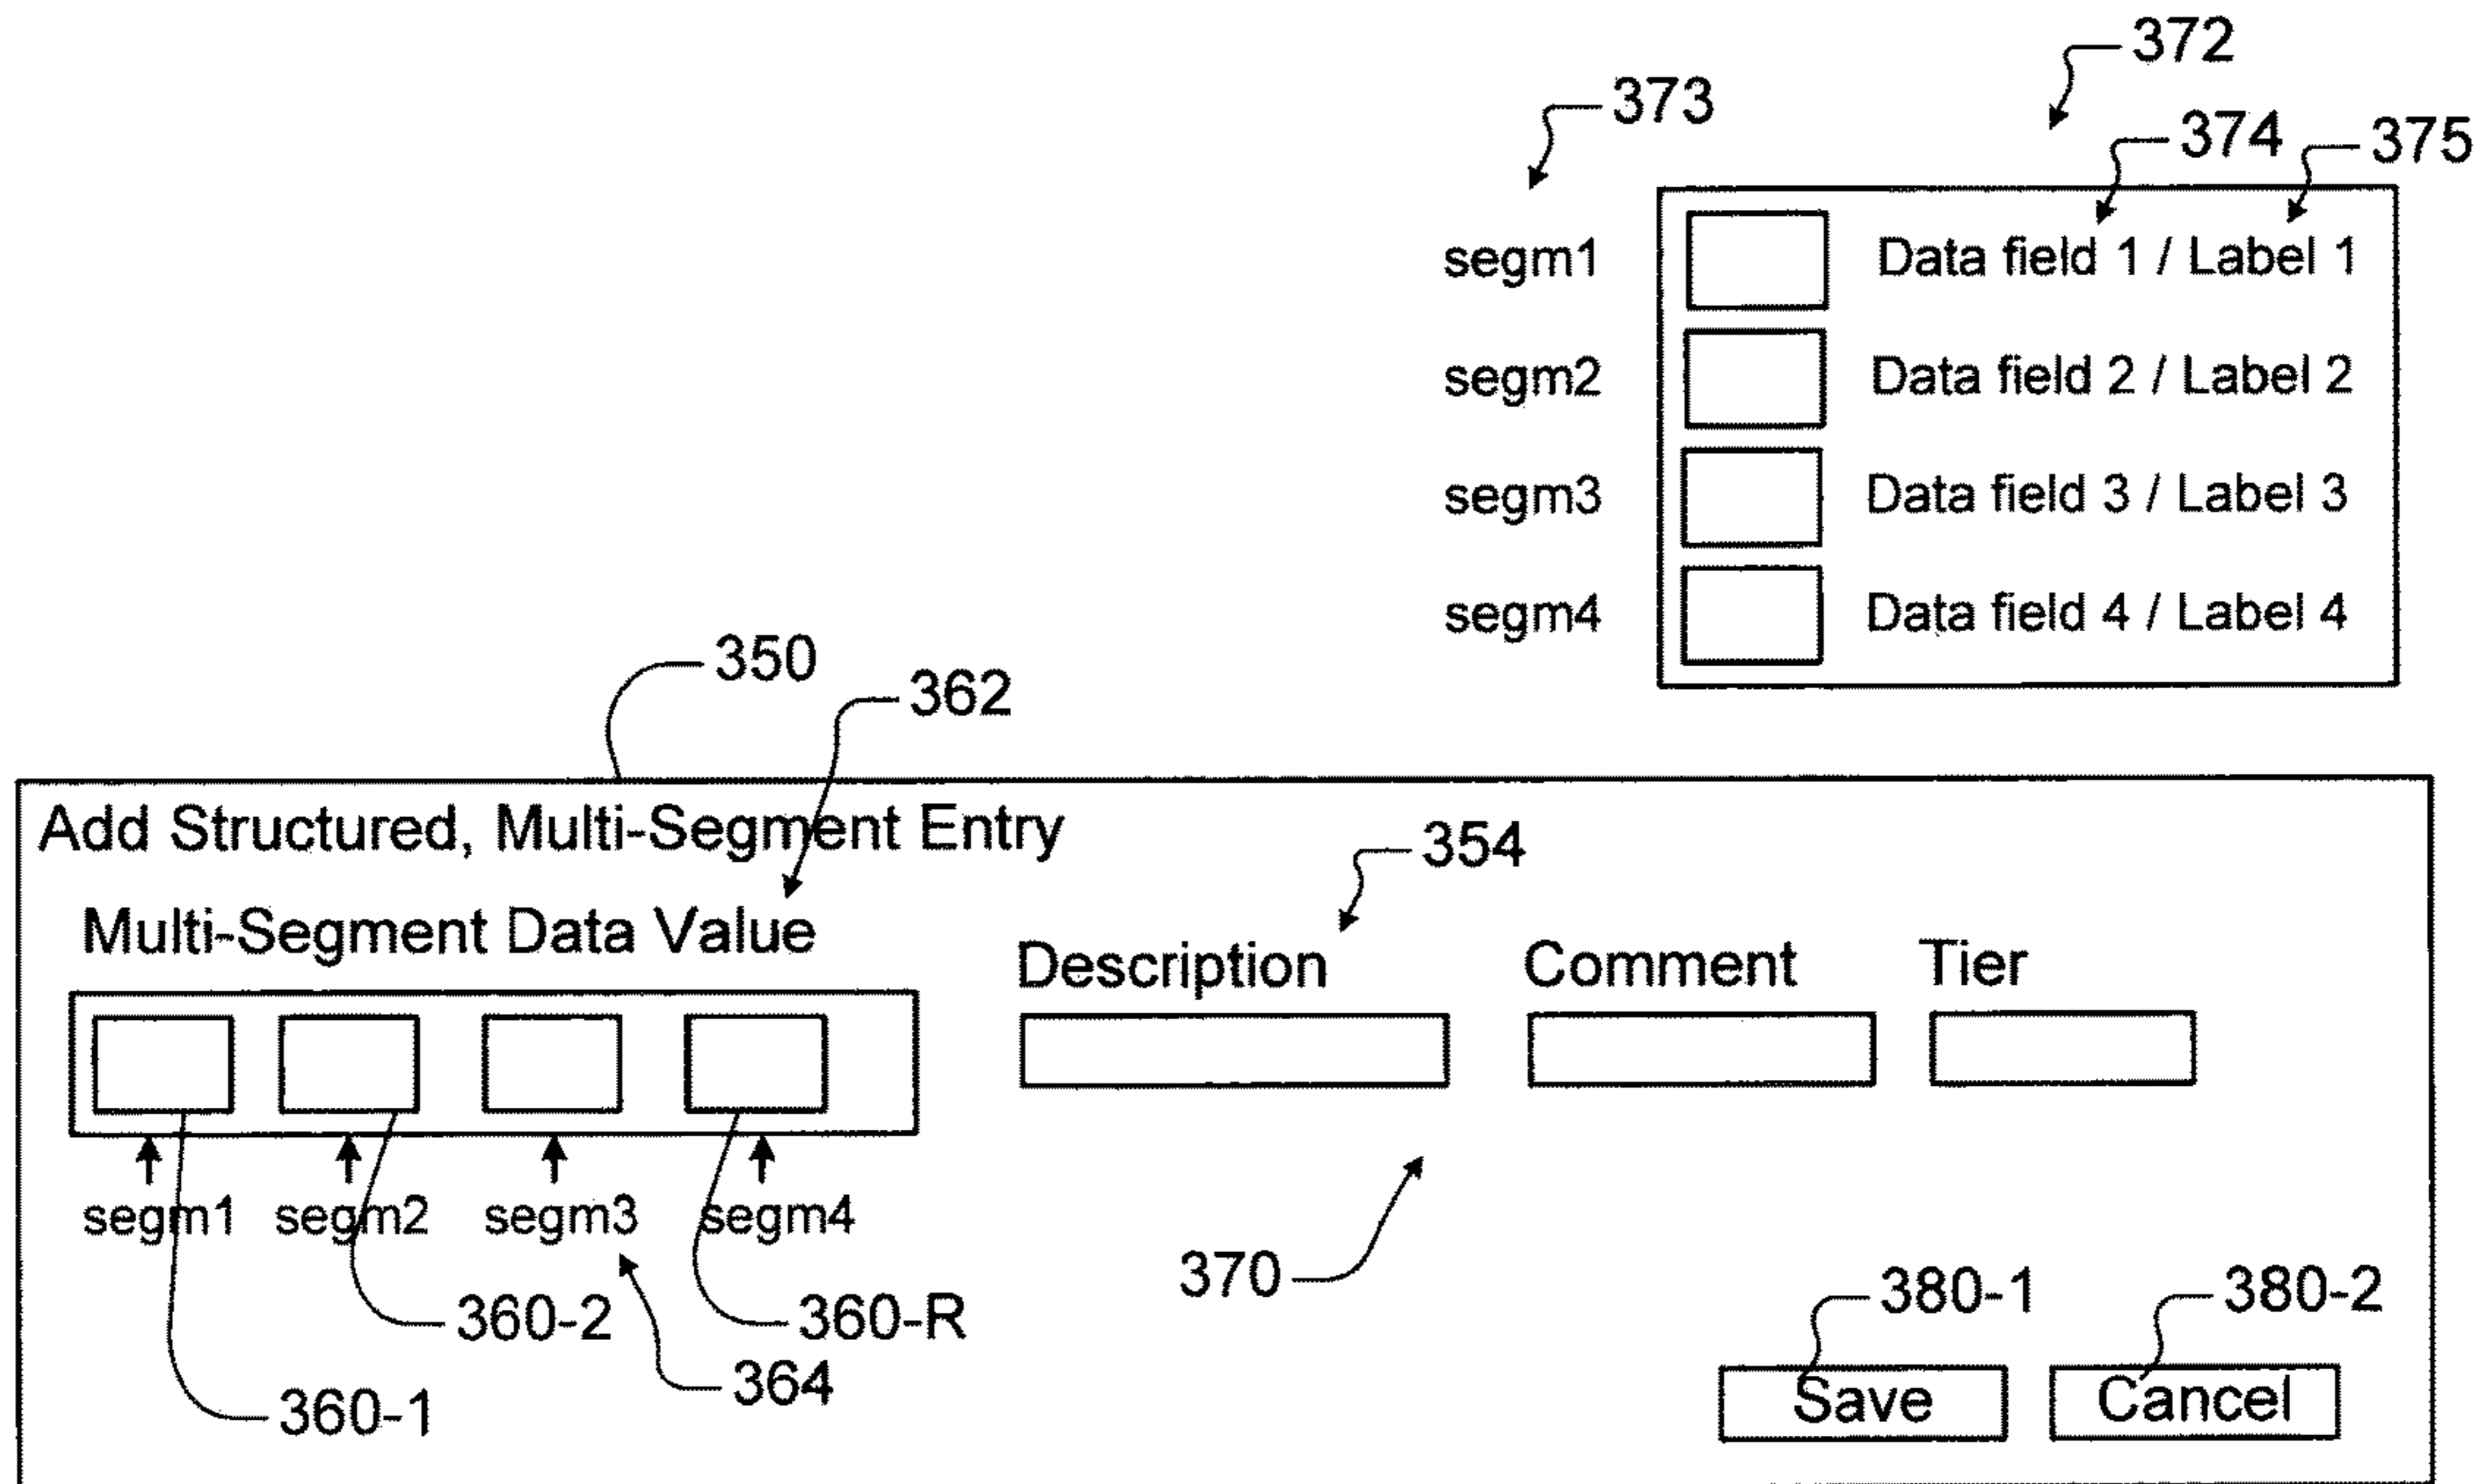 372
373
374
375
segm1 Data field 1 / Label 1
segm2 Data field 2 / Label 2
segm3 Data field 3 / Label 3
segm4 Data field 4 / Label 4
350
362
Add Structured, Multi-Segment Entry
354
Multi-Segment Data Value
Description Comment Tier
segm1 segm2 segm3 segm4
370
360-2 360-R
380-1 380-2
364
360-1
Save Cancel